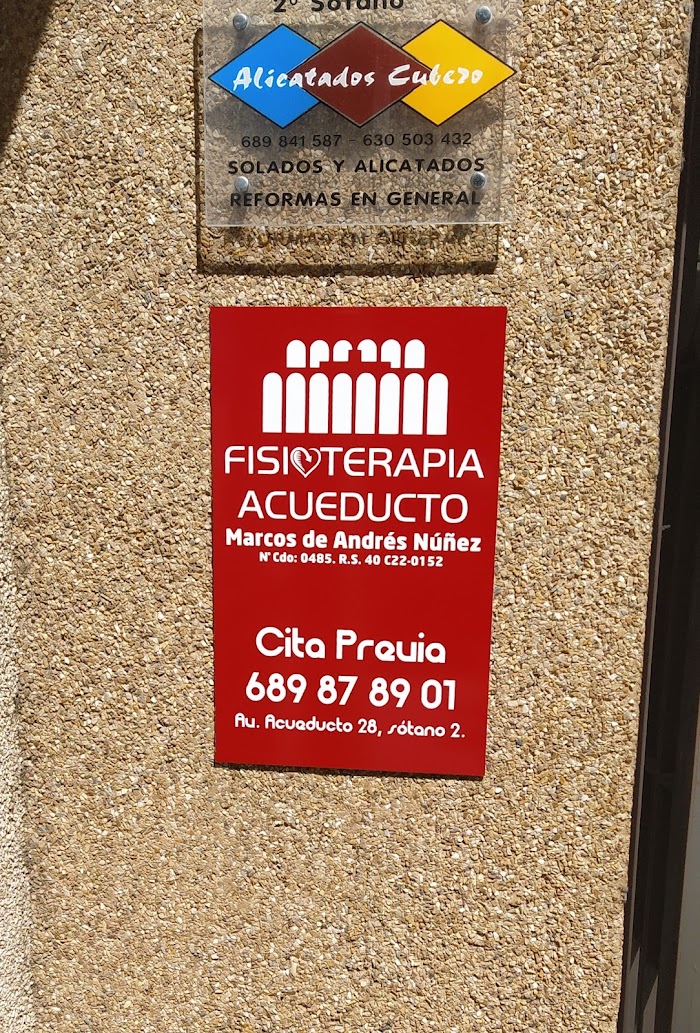 2º Sótano
Alicatados Cubero
689 841 587 - 630 503 432
SOLADOS Y ALICATADOS
REFORMAS EN GENERAL
FISIOTERAPIA
ACUEDUCTO
Marcos de Andrés Núñez
Nº Cdo: 0485. R.S. 40 C22-0152
Cita Previa
689 87 89 01
Av. Acueducto 28, sótano 2.